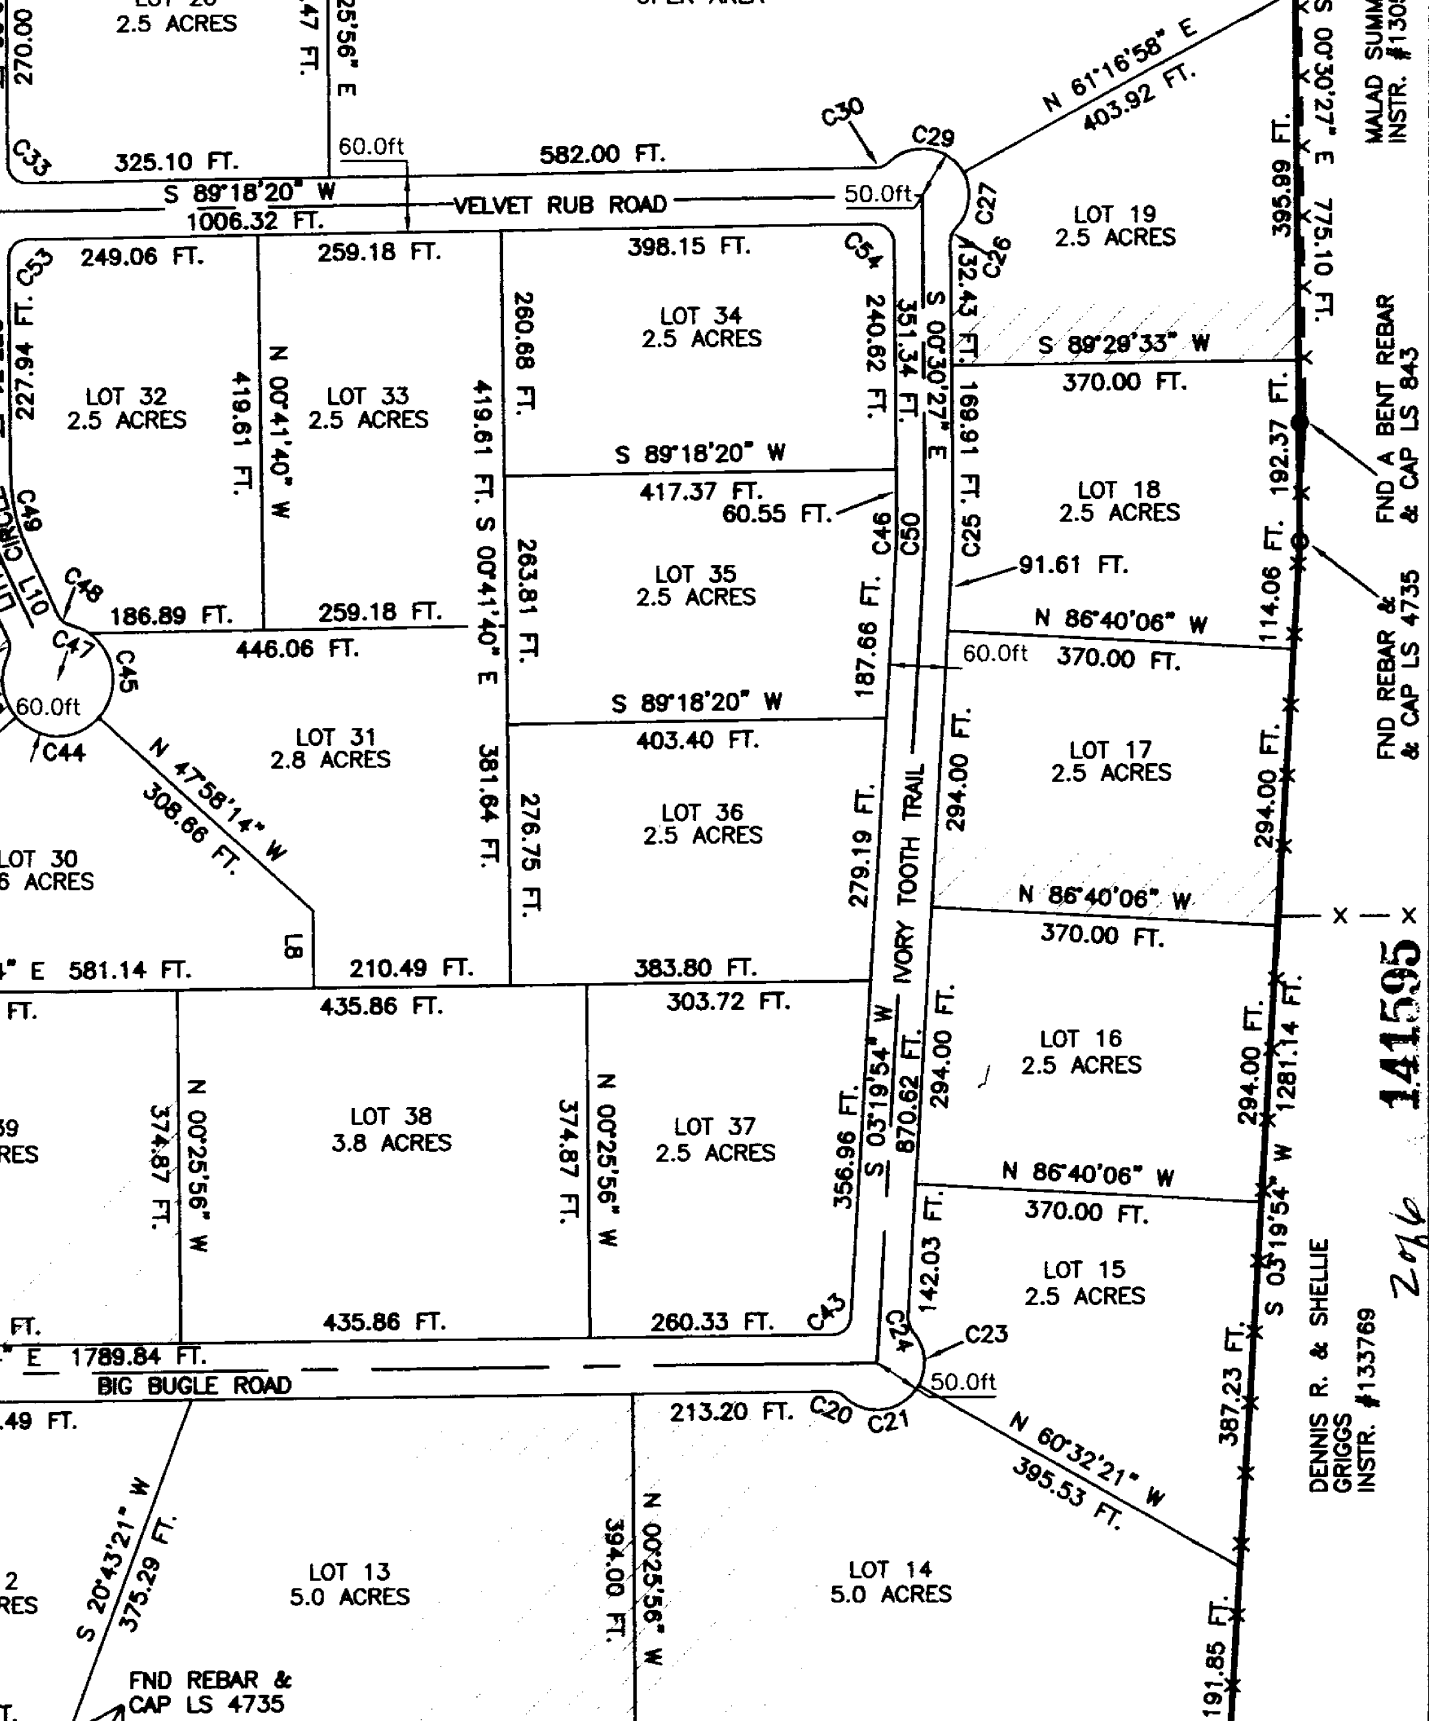 2.5 ACRES
270.00
.47 FT.
25'56" E
N 61°16'58" E
403.92 FT.
S 00°30'27" E 775.10 FT.
395.99 FT.
MALAD SUMM
INSTR. #1305
C33
325.10 FT.
60.0ft
582.00 FT.
C30
C29
S 89°18'20" W
1006.32 FT.
VELVET RUB ROAD
50.0ft
C27
C26
LOT 19
2.5 ACRES
C53
249.06 FT.
259.18 FT.
398.15 FT.
C54
132.43 FT.
227.94 FT.
LOT 32
2.5 ACRES
N 00°41'40" W
419.61 FT.
LOT 33
2.5 ACRES
419.61 FT.
260.68 FT.
LOT 34
2.5 ACRES
240.62 FT.
351.34 FT.
S 00°30'27" E
S 89°29'33" W
370.00 FT.
169.91 FT.
192.37 FT.
FND A BENT REBAR
& CAP LS 843
S 89°18'20" W
417.37 FT.
60.55 FT.
C46
C50
C25
LOT 18
2.5 ACRES
91.61 FT.
114.06 FT.
FND REBAR &
& CAP LS 4735
C49
CIRCLE
L10
C48
C47
C45
60.0ft
C44
186.89 FT.
259.18 FT.
446.06 FT.
S 00°41'40" E
263.81 FT.
LOT 35
2.5 ACRES
187.66 FT.
N 86°40'06" W
370.00 FT.
60.0ft
S 89°18'20" W
403.40 FT.
LOT 31
2.8 ACRES
N 47°58'14" W
308.66 FT.
381.64 FT.
276.75 FT.
LOT 36
2.5 ACRES
279.19 FT.
IVORY TOOTH TRAIL
294.00 FT.
LOT 17
2.5 ACRES
294.00 FT.
LOT 30
6 ACRES
L8
N 86°40'06" W
370.00 FT.
4" E 581.14 FT.
210.49 FT.
383.80 FT.
FT.
435.86 FT.
303.72 FT.
S 03°19'54" W
870.62 FT.
294.00 FT.
LOT 16
2.5 ACRES
294.00 FT.
1281.14 FT.
S 03°19'54" W
141595
2 of 6
39
RES
N 00°25'56" W
374.87 FT.
LOT 38
3.8 ACRES
N 00°25'56" W
374.87 FT.
LOT 37
2.5 ACRES
356.96 FT.
N 86°40'06" W
370.00 FT.
142.03 FT.
LOT 15
2.5 ACRES
387.23 FT.
DENNIS R. & SHELLIE
GRIGGS
INSTR. #133769
FT.
435.86 FT.
260.33 FT.
C43
C24
C23
" E 1789.84 FT.
BIG BUGLE ROAD
50.0ft
.49 FT.
213.20 FT.
C20
C21
N 60°32'21" W
395.53 FT.
S 20°43'21" W
375.29 FT.
N 00°25'56" W
394.00 FT.
2
RES
LOT 13
5.0 ACRES
LOT 14
5.0 ACRES
191.85 FT.
FND REBAR &
CAP LS 4735
T.